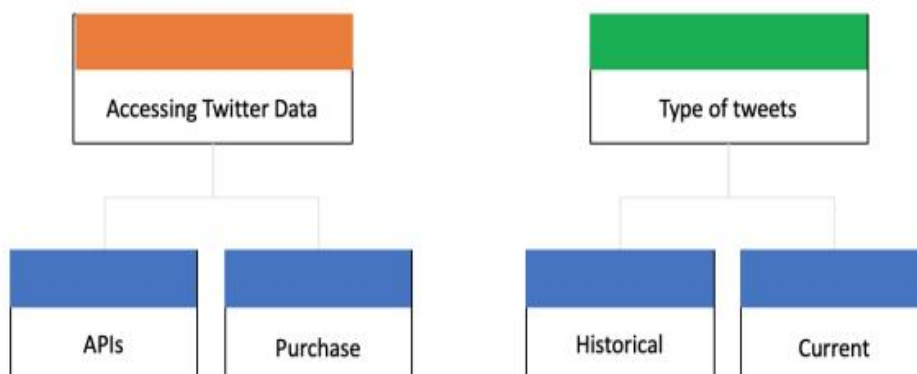 Accessing Twitter Data
Type of tweets
APIs
Purchase
Historical
Current